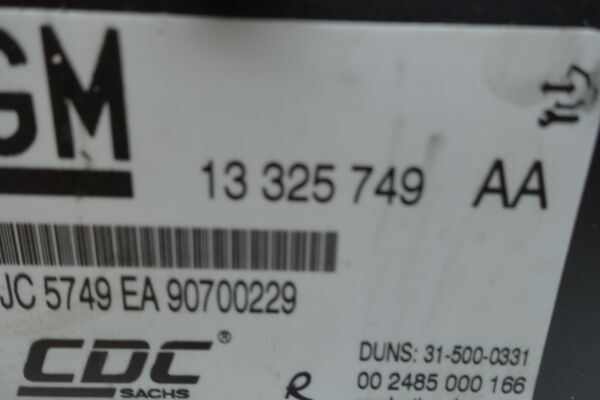 GM
13 325 749 AA
JC 5749 EA 90700229
CDC®
SACHS
R
DUNS: 31-500-0331
00 2485 000 166